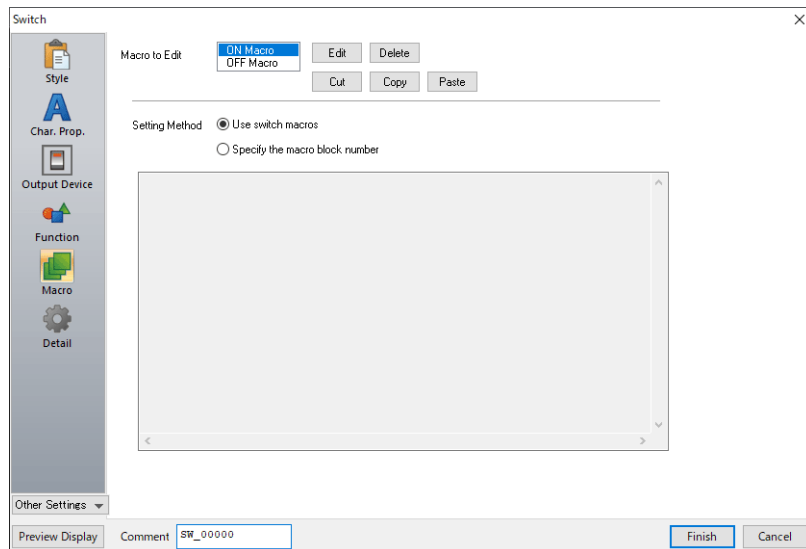 Switch
Style
Char. Prop.
Output Device
Function
Macro
Detail
Other Settings
Macro to Edit
ON Macro
OFF Macro
Edit Delete
Cut Copy Paste
Setting Method
Use switch macros
Specify the macro block number
Preview Display
Comment SW_00000
Finish Cancel